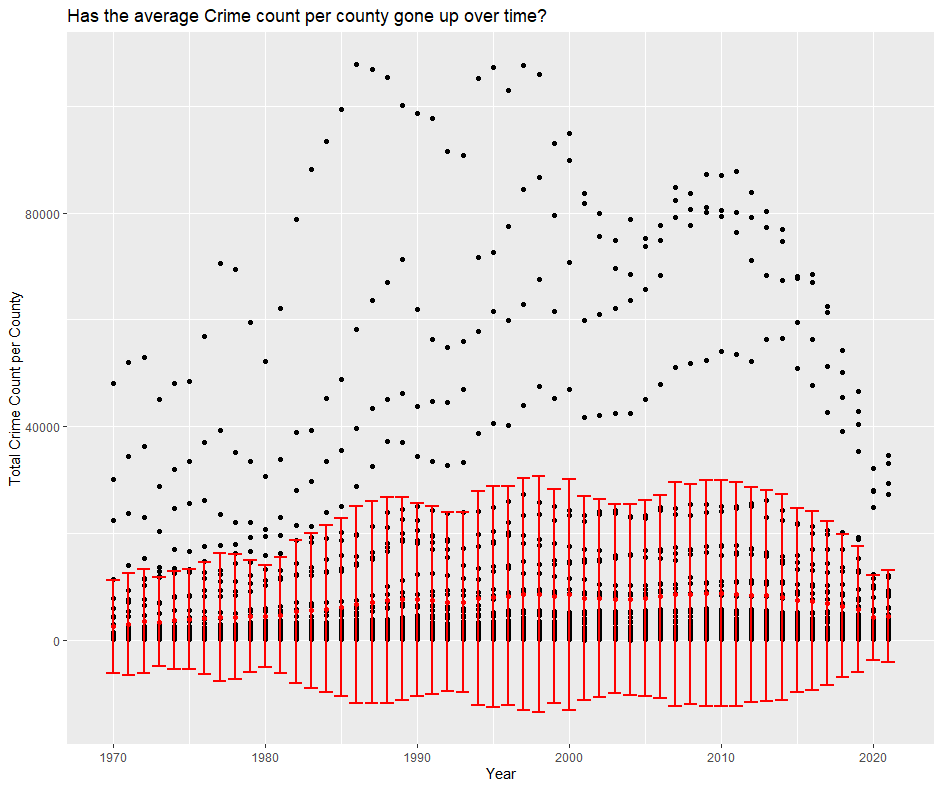 Has the average Crime count per county gone up over time?
Total Crime Count per County
80000
40000
0
1970 1980 1990 2000 2010 2020
Year